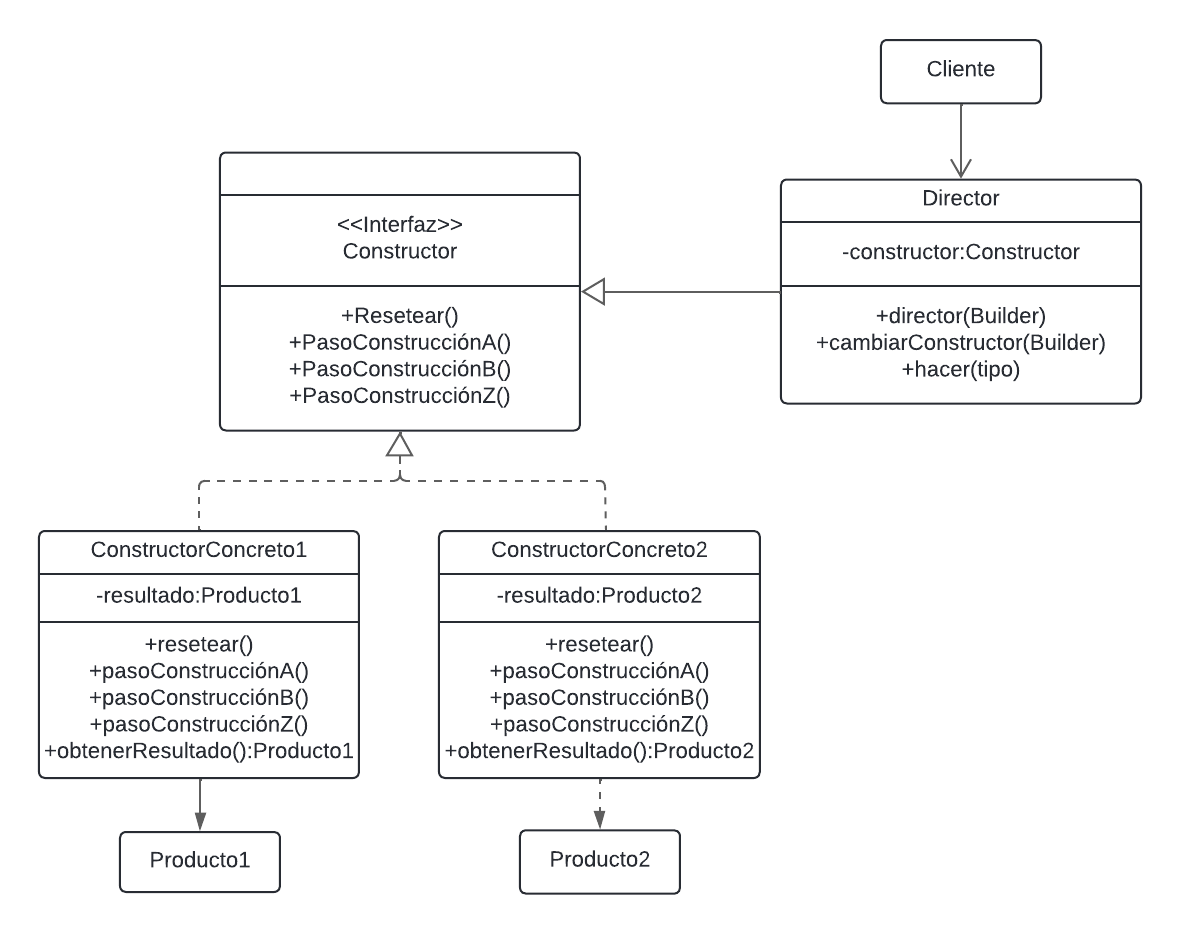 Cliente
Director
-constructor:Constructor
+director(Builder)
+cambiarConstructor(Builder)
+hacer(tipo)
<<Interfaz>>
Constructor
+Resetear()
+PasoConstrucciónA()
+PasoConstrucciónB()
+PasoConstrucciónZ()
ConstructorConcreto1
-resultado:Producto1
+resetear()
+pasoConstrucciónA()
+pasoConstrucciónB()
+pasoConstrucciónZ()
+obtenerResultado():Producto1
Producto1
ConstructorConcreto2
-resultado:Producto2
+resetear()
+pasoConstrucciónA()
+pasoConstrucciónB()
+pasoConstrucciónZ()
+obtenerResultado():Producto2
Producto2